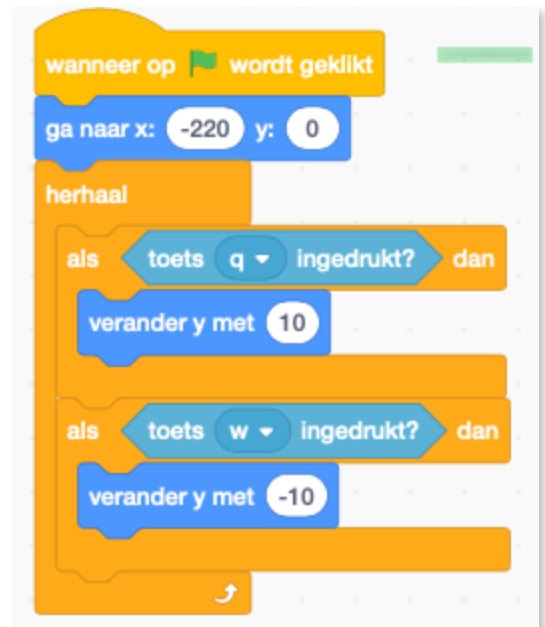 wanneer op wordt geklikt
ga naar x: -220 y: 0
herhaal
als toets q ingedrukt? dan
verander y met 10
als toets w ingedrukt? dan
verander y met -10